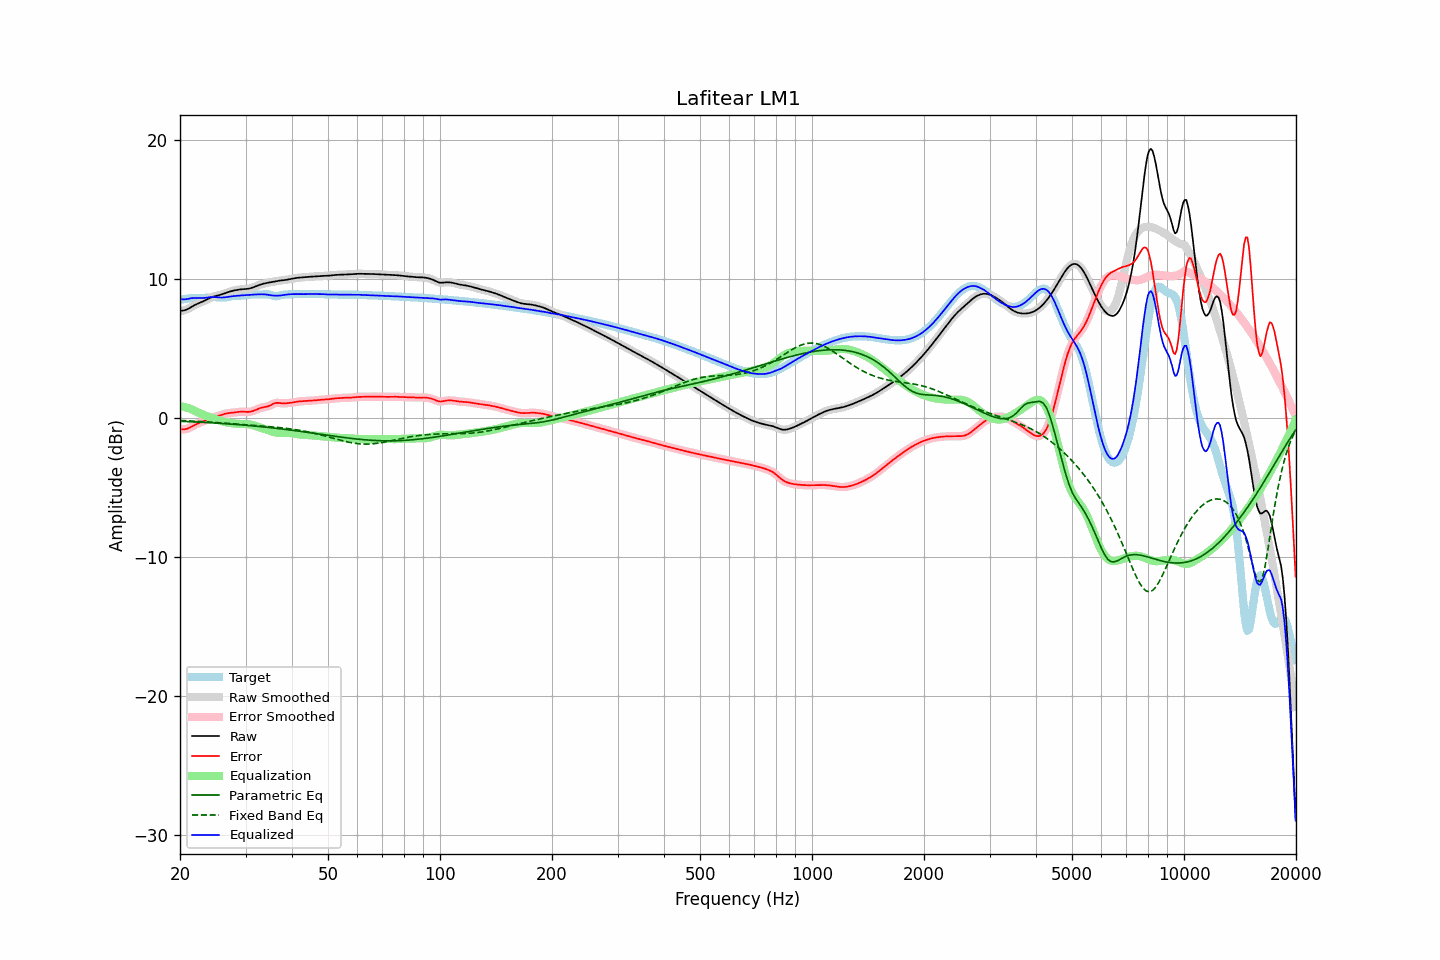 Lafitear LM1
Amplitude (dBr)
20
10
0
−10
−20
−30
Target
Raw Smoothed
Error Smoothed
Raw
Error
Equalization
Parametric Eq
Fixed Band Eq
Equalized
20 50 100 200 500 1000 2000 5000 10000 20000
Frequency (Hz)